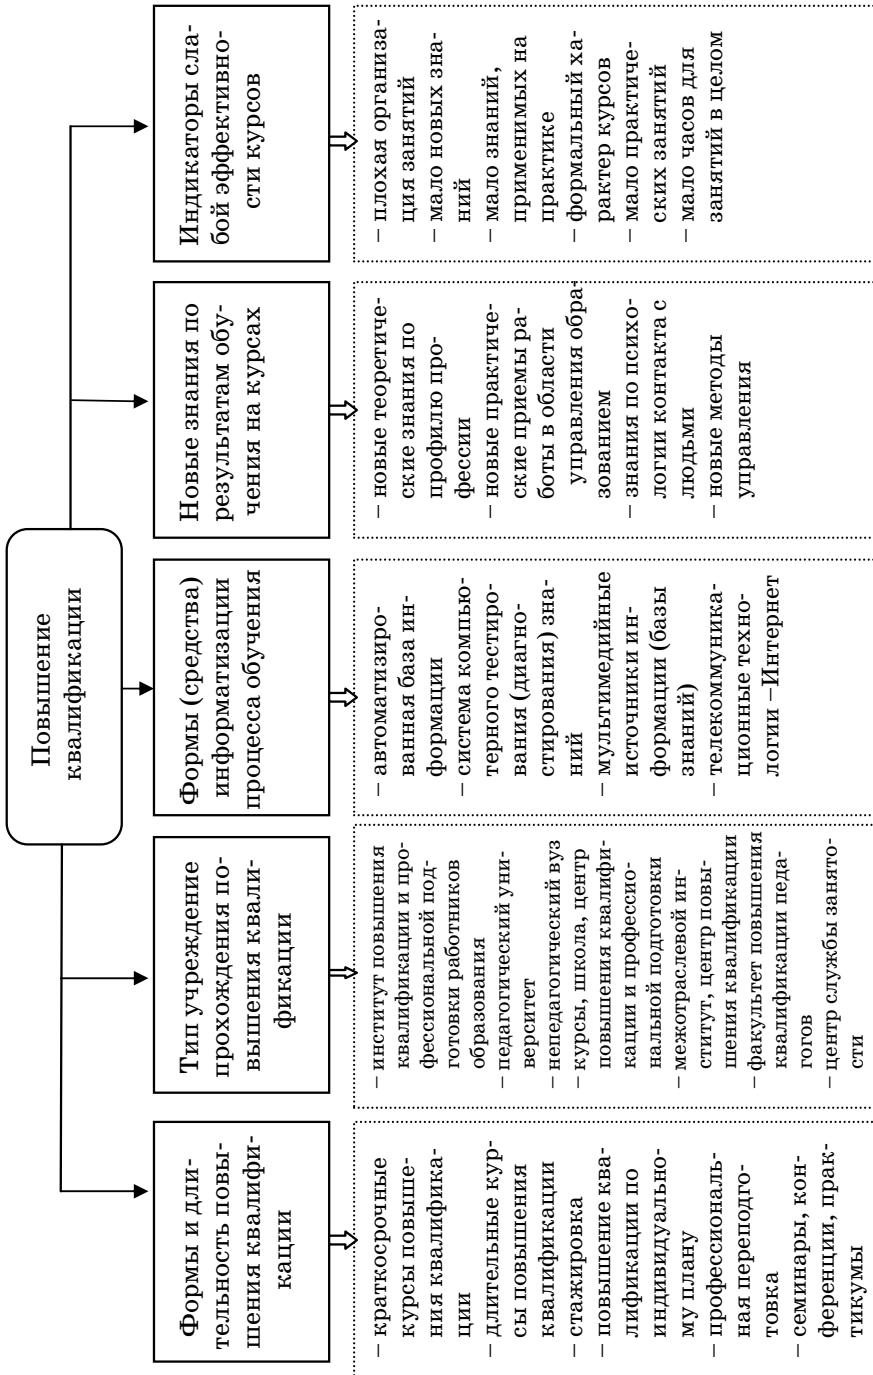 Повышение
квалификации
Формы и дли-
тельность повы-
шения квалифи-
кации
– краткосрочные
курсы повыше-
ния квалифика-
ции
– длительные кур-
сы повышения
квалификации
– стажировка
– повышение ква-
лификации по
индивидуально-
му плану
– профессиональ-
ная переподго-
товка
– семинары, кон-
ференции, прак-
тикумы
Тип учреждение
прохождения по-
вышения квали-
фикации
– институт повышения
квалификации и про-
фессиональной под-
готовки работников
образования
– педагогический уни-
верситет
– непедагогический вуз
– курсы, школа, центр
повышения квалифи-
кации и профессио-
нальной подготовки
– межотраслевой ин-
ститут, центр повы-
шения квалификации
– факультет повышения
квалификации педа-
гогов
– центр службы занято-
сти
Формы (средства)
информатизации
процесса обучения
– автоматизиро-
ванная база ин-
формации
– система компью-
терного тестиро-
вания (диагно-
стирования) зна-
ний
– мультимедийные
источники ин-
формации (базы
знаний)
– телекоммуника-
ционные техно-
логии –Интернет
Новые знания по
результатам обу-
чения на курсах
– новые теоретиче-
ские знания по
профилю про-
фессии
– новые практиче-
ские приемы ра-
боты в области
управления обра-
зованием
– знания по психо-
логии контакта с
людьми
– новые методы
управления
Индикаторы сла-
бой эффективно-
сти курсов
– плохая организа-
ция занятий
– мало новых зна-
ний
– мало знаний,
применимых на
практике
– формальный ха-
рактер курсов
– мало практиче-
ских занятий
– мало часов для
занятий в целом